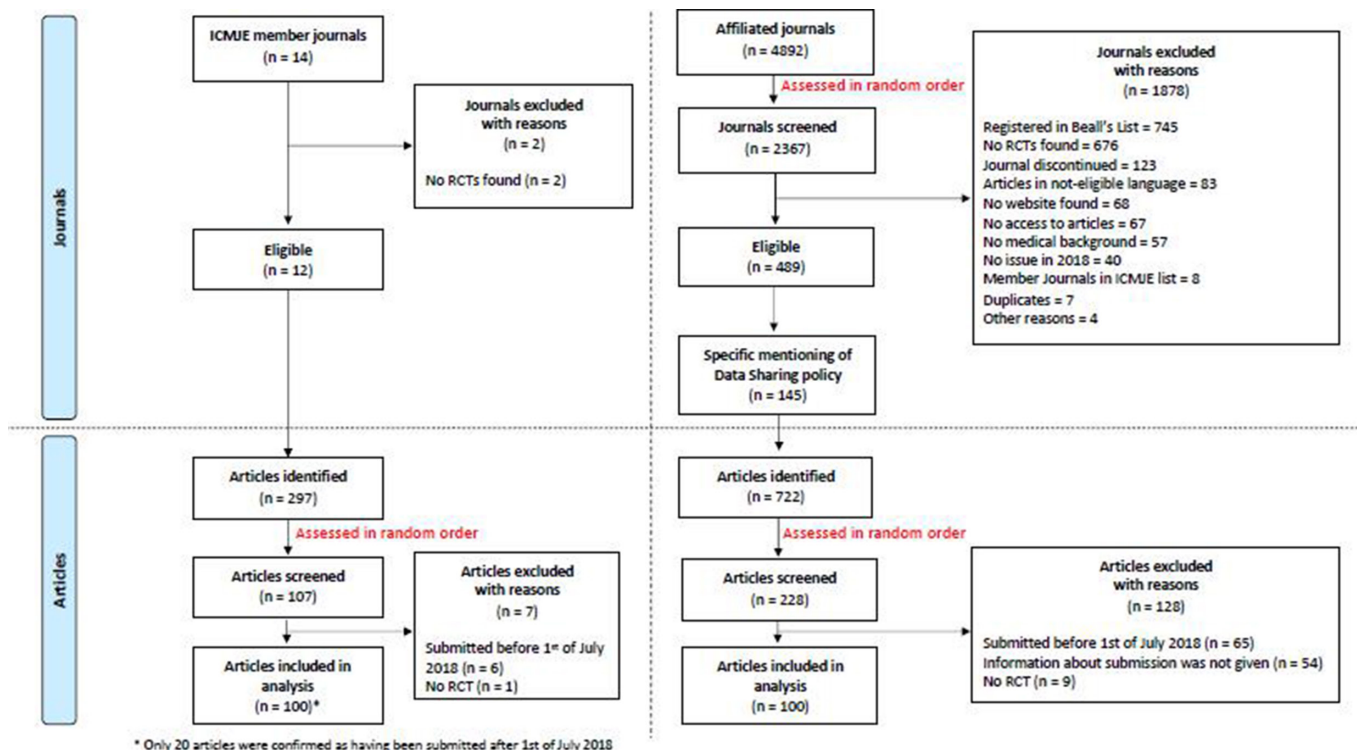 Journals
ICMJE member journals
(n = 14)
Journals excluded
with reasons
(n = 2)
No RCTs found (n = 2)
Eligible
(n = 12)
Affiliated journals
(n = 4892)
Assessed in random order
Journals screened
(n = 2367)
Journals excluded
with reasons
(n = 1878)
Registered in Beall's List = 745
No RCTs found = 676
Journal discontinued = 123
Articles in not-eligible language = 83
No website found = 68
No access to articles = 67
No medical background = 57
No issue in 2018 = 40
Member Journals in ICMJE list = 8
Duplicates = 7
Other reasons = 4
Eligible
(n = 489)
Specific mentioning of
Data Sharing policy
(n = 145)
Articles
Articles identified
(n = 297)
Assessed in random order
Articles screened
(n = 107)
Articles excluded
with reasons
(n = 7)
Submitted before 1st of July
2018 (n = 6)
No RCT (n = 1)
Articles included in
analysis
(n = 100)*
Articles identified
(n = 722)
Assessed in random order
Articles screened
(n = 228)
Articles excluded
with reasons
(n = 128)
Submitted before 1st of July 2018 (n = 65)
Information about submission was not given (n = 54)
No RCT (n = 9)
Articles included in
analysis
(n = 100)
* Only 20 articles were confirmed as having been submitted after 1st of July 2018